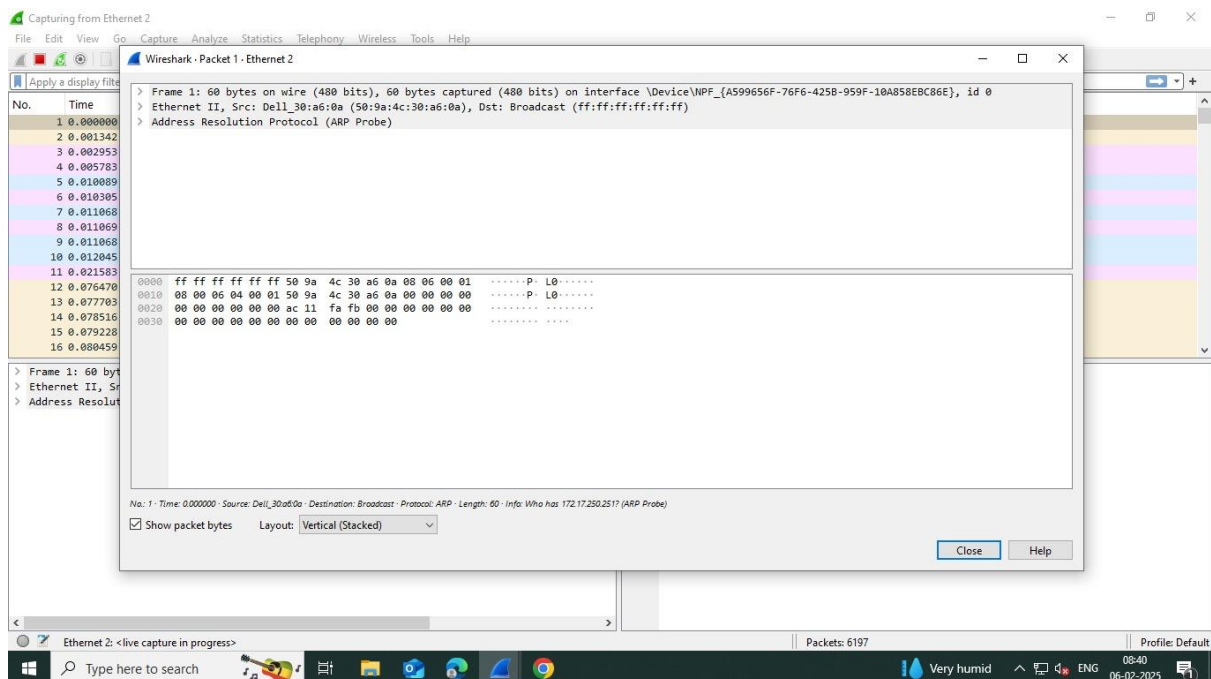 Capturing from Ethernet 2
File Edit View Go Capture Analyze Statistics Telephony Wireless Tools Help
Apply a display filte
+
Wireshark · Packet 1 · Ethernet 2
No. Time
1 0.000000
2 0.001342
3 0.002953
4 0.005783
5 0.010089
6 0.010305
7 0.011068
8 0.011069
9 0.011068
10 0.012045
11 0.021583
12 0.076470
13 0.077703
14 0.078516
15 0.079228
16 0.080459
> Frame 1: 60 byt
> Ethernet II, Sr
> Address Resolut
> Frame 1: 60 bytes on wire (480 bits), 60 bytes captured (480 bits) on interface \Device\NPF_{A599656F-76F6-425B-959F-10A858EBC86E}, id 0
> Ethernet II, Src: Dell_30:a6:0a (50:9a:4c:30:a6:0a), Dst: Broadcast (ff:ff:ff:ff:ff:ff)
> Address Resolution Protocol (ARP Probe)
0000 ff ff ff ff ff ff 50 9a 4c 30 a6 0a 08 06 00 01 ······P· L0······
0010 08 00 06 04 00 01 50 9a 4c 30 a6 0a 00 00 00 00 ······P· L0······
0020 00 00 00 00 00 00 ac 11 fa fb 00 00 00 00 00 00 ········ ········
0030 00 00 00 00 00 00 00 00 00 00 00 00 ········ ····
No.: 1 · Time: 0.000000 · Source: Dell_30:a6:0a · Destination: Broadcast · Protocol: ARP · Length: 60 · Info: Who has 172.17.250.251? (ARP Probe)
Show packet bytes Layout: Vertical (Stacked)
Close Help
Ethernet 2: <live capture in progress> Packets: 6197 Profile: Default
Type here to search Very humid ENG 08:40
06-02-2025